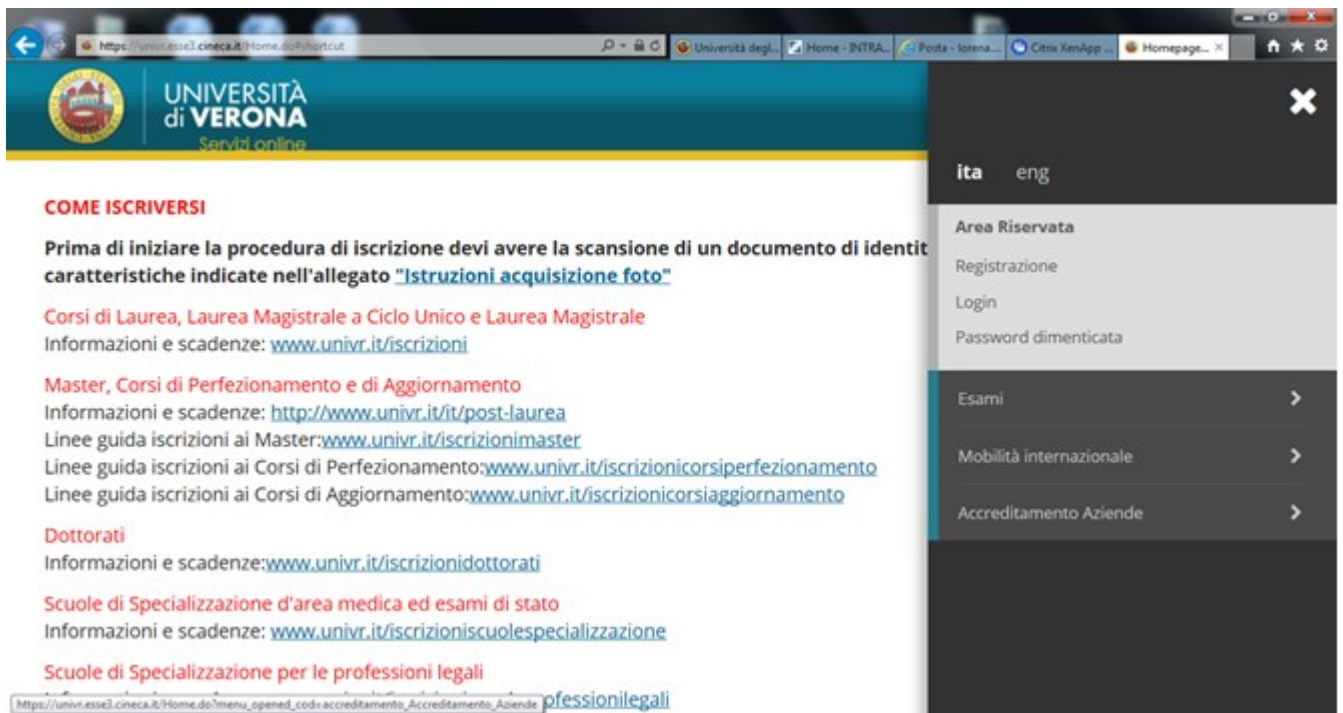 https://univr.esse3.cineca.it/Home.do#shortcut
Università degl...
Home - INTRA...
Posta - lorena...
Citrix XenApp ...
Homepage...
UNIVERSITÀ
di VERONA
Servizi online
COME ISCRIVERSI
Prima di iniziare la procedura di iscrizione devi avere la scansione di un documento di identit
caratteristiche indicate nell'allegato "Istruzioni acquisizione foto"
Corsi di Laurea, Laurea Magistrale a Ciclo Unico e Laurea Magistrale
Informazioni e scadenze: www.univr.it/iscrizioni
Master, Corsi di Perfezionamento e di Aggiornamento
Informazioni e scadenze: http://www.univr.it/it/post-laurea
Linee guida iscrizioni ai Master:www.univr.it/iscrizionimaster
Linee guida iscrizioni ai Corsi di Perfezionamento:www.univr.it/iscrizionicorsiperfezionamento
Linee guida iscrizioni ai Corsi di Aggiornamento:www.univr.it/iscrizionicorsiaggiornamento
Dottorati
Informazioni e scadenze:www.univr.it/iscrizionidottorati
Scuole di Specializzazione d'area medica ed esami di stato
Informazioni e scadenze: www.univr.it/iscrizioniscuolespecializzazione
Scuole di Specializzazione per le professioni legali
ofessionilegali
https://univr.esse3.cineca.it/Home.do?menu_opened_cod=accreditamento_Accreditamento_Aziende
ita eng
Area Riservata
Registrazione
Login
Password dimenticata
Esami
Mobilità internazionale
Accreditamento Aziende